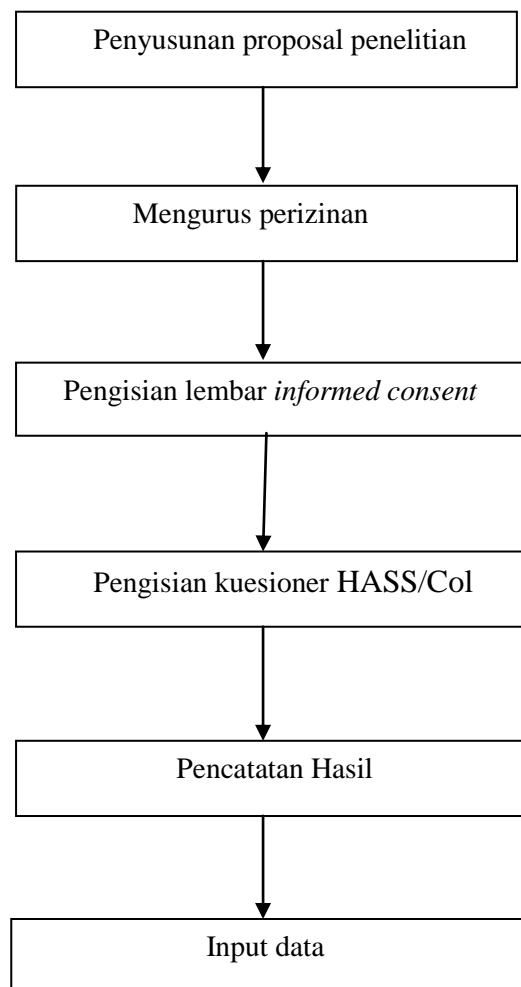 Penyusunan proposal penelitian
Mengurus perizinan
Pengisian lembar informed consent
Pengisian kuesioner HASS/Col
Pencatatan Hasil
Input data